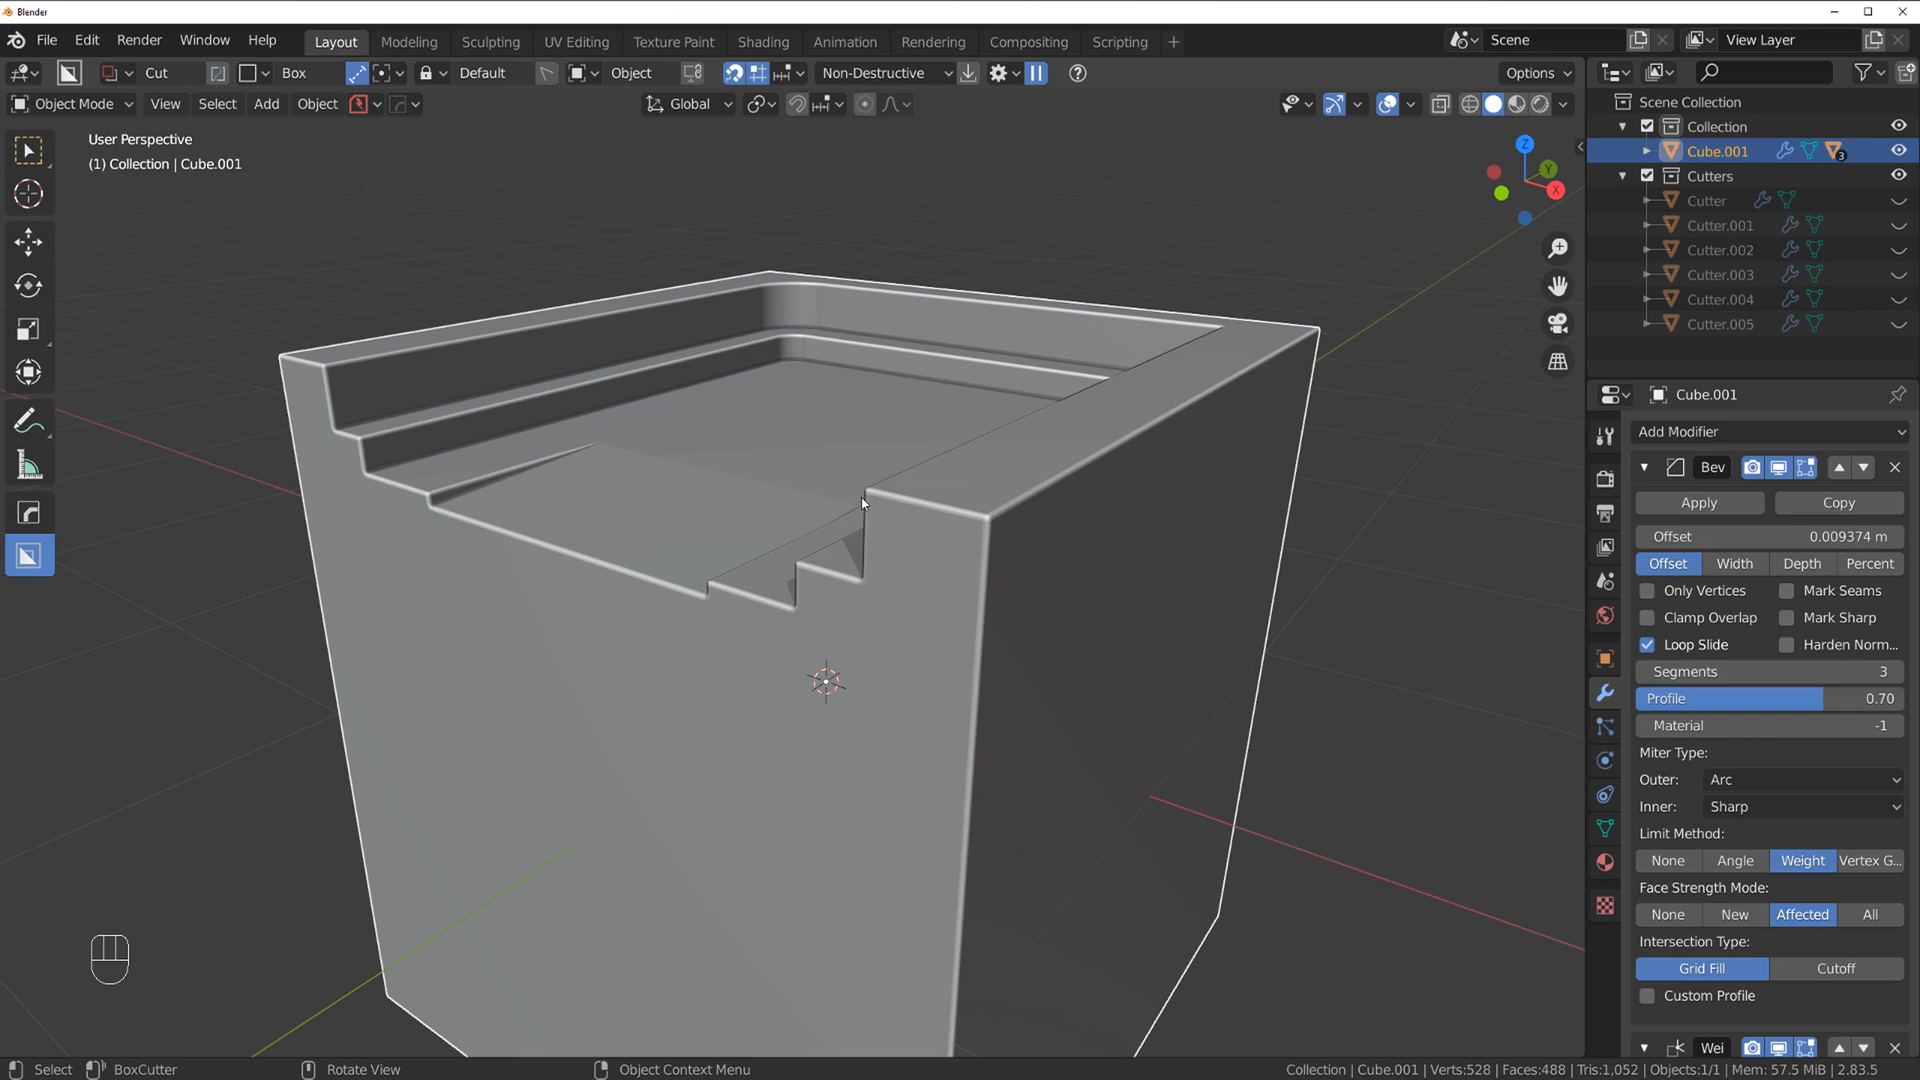 Blender
File Edit Render Window Help Layout Modeling Sculpting UV Editing Texture Paint Shading Animation Rendering Compositing Scripting + Scene View Layer
Cut Box Default Object Non-Destructive Options
Object Mode View Select Add Object Global
User Perspective
(1) Collection | Cube.001
Z
Y
X
Scene Collection
Collection
Cube.001 3
Cutters
Cutter
Cutter.001
Cutter.002
Cutter.003
Cutter.004
Cutter.005
Cube.001
Add Modifier
Bev
Apply Copy
Offset 0.009374 m
Offset Width Depth Percent
Only Vertices Mark Seams
Clamp Overlap Mark Sharp
Loop Slide Harden Norm...
Segments 3
Profile 0.70
Material -1
Miter Type:
Outer: Arc
Inner: Sharp
Limit Method:
None Angle Weight Vertex G...
Face Strength Mode:
None New Affected All
Intersection Type:
Grid Fill Cutoff
Custom Profile
Wei
Select BoxCutter Rotate View Object Context Menu Collection | Cube.001 | Verts:528 | Faces:488 | Tris:1,052 | Objects:1/1 | Mem: 57.5 MiB | 2.83.5